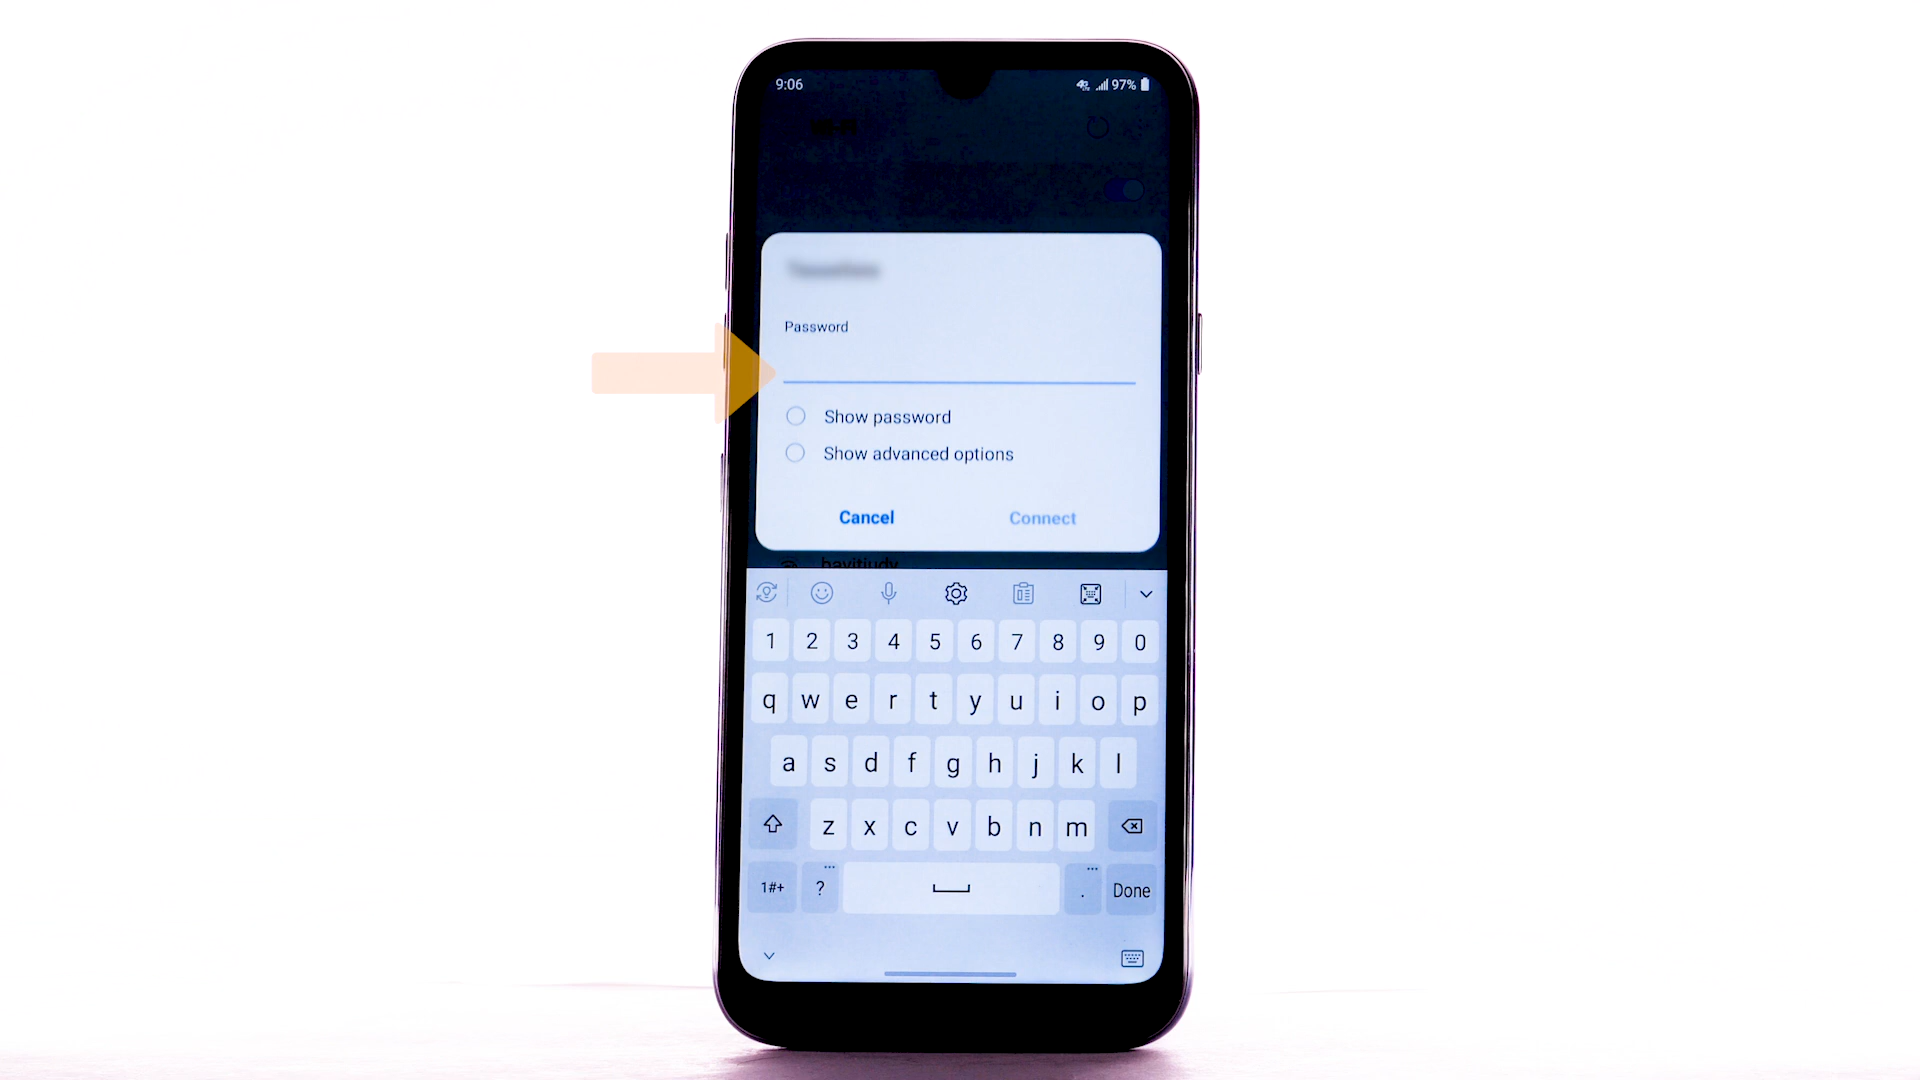 9:06
97%
Password
Show password
Show advanced options
Cancel
Connect
1 2 3 4 5 6 7 8 9 0
q w e r t y u i o p
a s d f g h j k l
z x c v b n m
1#+ ? . Done